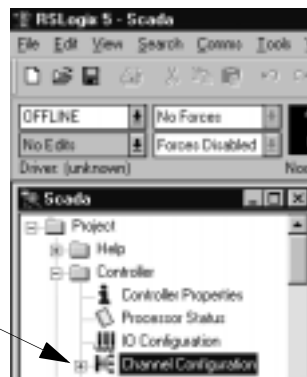 RSLogix 5 - Scada
File Edit View Search Comms Tools
OFFLINE No Forces
No Edits Forces Disabled
Driver: (unknown)
Scada
Project
Help
Controller
Controller Properties
Processor Status
IO Configuration
Channel Configuration